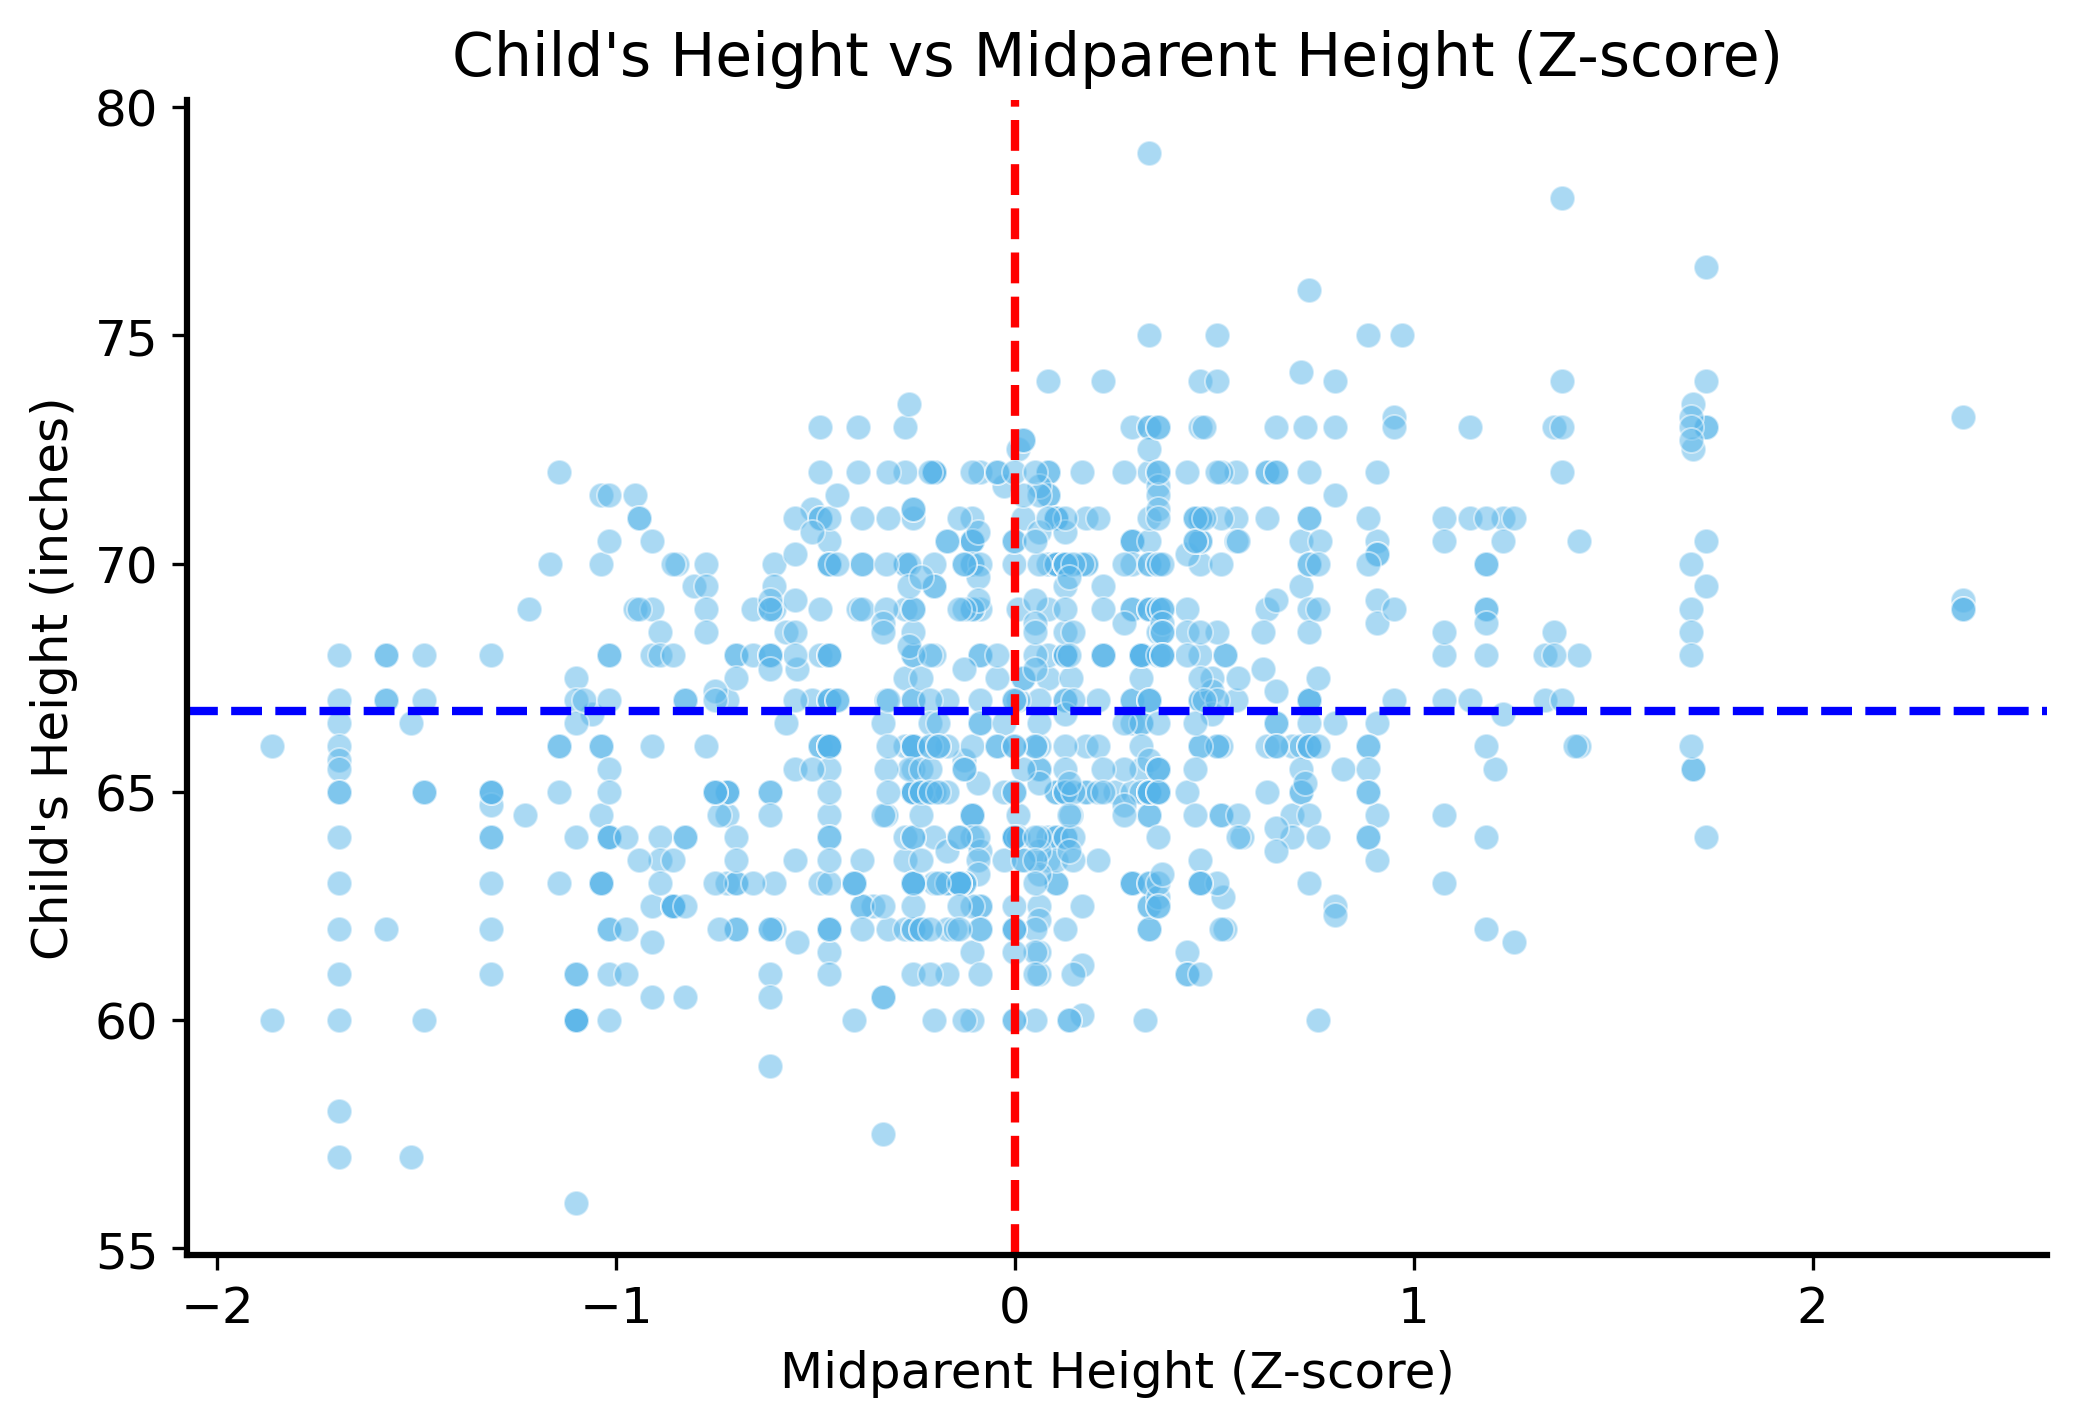 Child's Height vs Midparent Height (Z-score)
80
75
70
65
60
55
Child's Height (inches)
−2 −1 0 1 2
Midparent Height (Z-score)